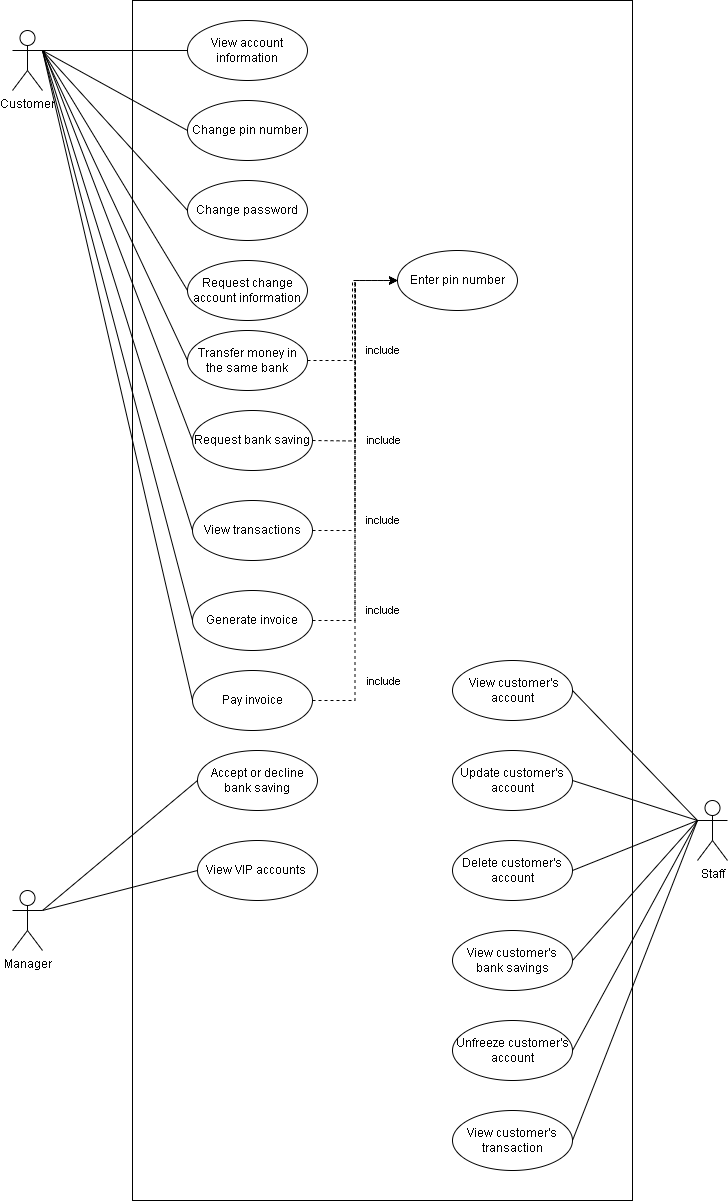 View account
information
Customer
Change pin number
Change password
Request change
account information
Enter pin number
Transfer money in
the same bank
include
Request bank saving
include
View transactions
include
Generate invoice
include
Pay invoice
include
View customer's
account
Accept or decline
bank saving
Update customer's
account
View VIP accounts
Delete customer's
account
Staff
Manager
View customer's
bank savings
Unfreeze customer's
account
View customer's
transaction